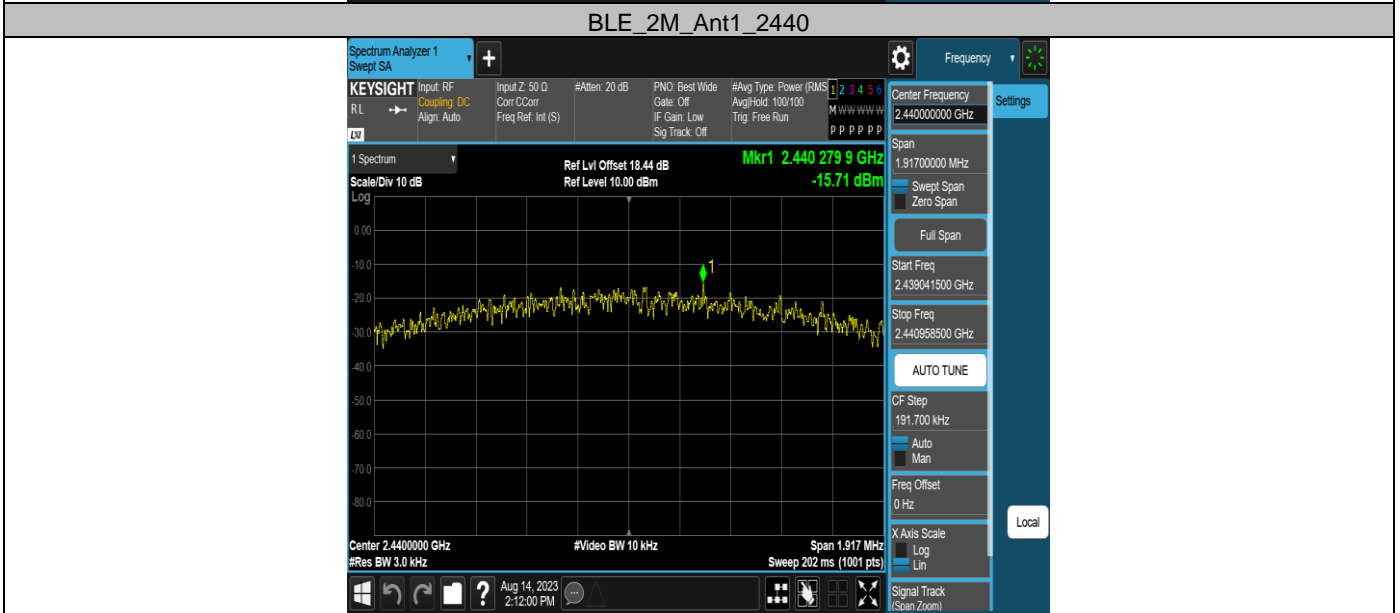 BLE_2M_Ant1_2440
Spectrum Analyzer 1
Swept SA
Frequency
KEYSIGHT
RL
LXI
Input: RF
Coupling: DC
Align: Auto
Input Z: 50 Ω
Corr CCorr
Freq Ref: Int (S)
#Atten: 20 dB
PNO: Best Wide
Gate: Off
IF Gain: Low
Sig Track: Off
#Avg Type: Power (RMS
Avg|Hold: 100/100
Trig: Free Run
1 2 3 4 5 6
M W W W W W
P P P P P P
1 Spectrum
Scale/Div 10 dB
Ref Lvl Offset 18.44 dB
Ref Level 10.00 dBm
Mkr1 2.440 279 9 GHz
-15.71 dBm
Log
0.00
-10.0
-20.0
-30.0
-40.0
-50.0
-60.0
-70.0
-80.0
1
Center 2.4400000 GHz
#Res BW 3.0 kHz
#Video BW 10 kHz
Span 1.917 MHz
Sweep 202 ms (1001 pts)
?
Aug 14, 2023
2:12:00 PM
Center Frequency
2.440000000 GHz
Settings
Span
1.91700000 MHz
Swept Span
Zero Span
Full Span
Start Freq
2.439041500 GHz
Stop Freq
2.440958500 GHz
AUTO TUNE
CF Step
191.700 kHz
Auto
Man
Freq Offset
0 Hz
X Axis Scale
Log
Lin
Local
Signal Track
(Span Zoom)